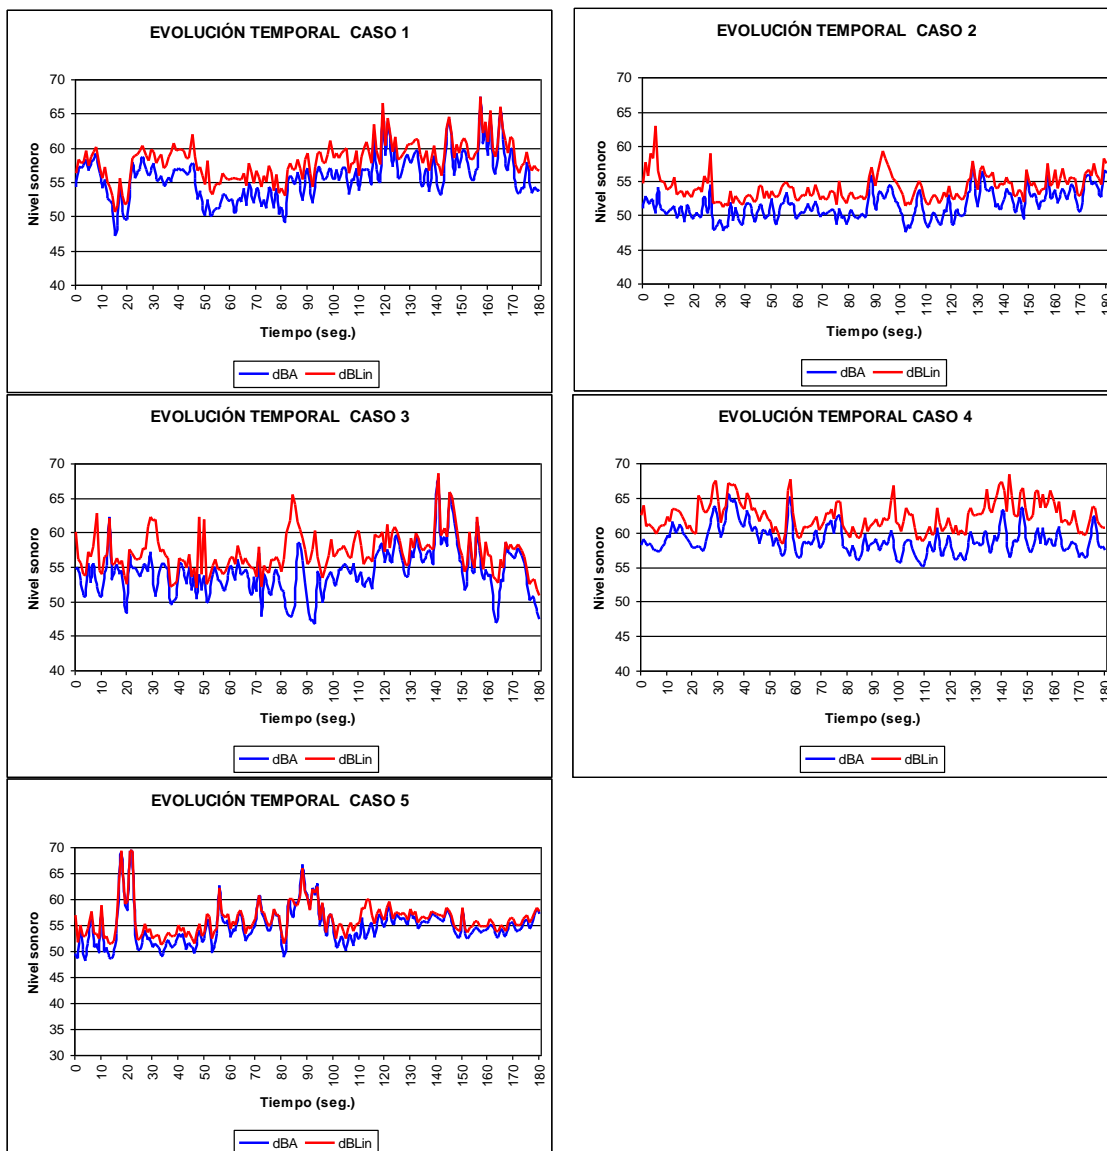 EVOLUCIÓN TEMPORAL CASO 1
Nivel sonoro
70
65
60
55
50
45
40
0 10 20 30 40 50 60 70 80 90 100 110 120 130 140 150 160 170 180
Tiempo (seg.)
dBA dBLin
EVOLUCIÓN TEMPORAL CASO 2
Nivel sonoro
70
65
60
55
50
45
40
0 10 20 30 40 50 60 70 80 90 100 110 120 130 140 150 160 170 180
Tiempo (seg.)
dBA dBLin
EVOLUCIÓN TEMPORAL CASO 3
Nivel sonoro
70
65
60
55
50
45
40
0 10 20 30 40 50 60 70 80 90 100 110 120 130 140 150 160 170 180
Tiempo (seg.)
dBA dBLin
EVOLUCIÓN TEMPORAL CASO 4
Nivel sonoro
70
65
60
55
50
45
40
0 10 20 30 40 50 60 70 80 90 100 110 120 130 140 150 160 170 180
Tiempo (seg.)
dBA dBLin
EVOLUCIÓN TEMPORAL CASO 5
Nivel sonoro
70
65
60
55
50
45
40
35
30
0 10 20 30 40 50 60 70 80 90 100 110 120 130 140 150 160 170 180
Tiempo (seg.)
dBA dBLin